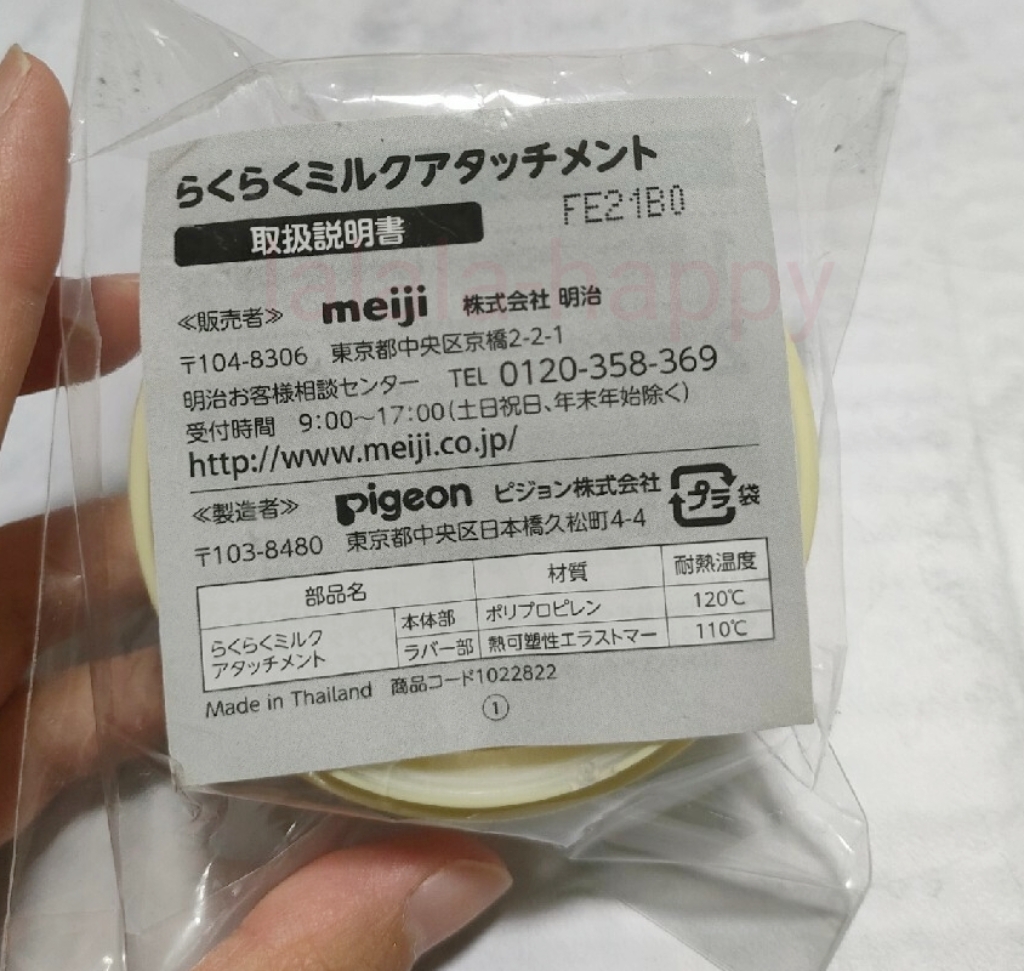 らくらくミルクアタッチメント
取扱説明書
FE21B0
lalala-happy
≪販売者≫ meiji 株式会社 明治
〒104-8306 東京都中央区京橋2-2-1
明治お客様相談センター TEL 0120-358-369
受付時間 9:00～17:00(土日祝日、年末年始除く)
http://www.meiji.co.jp/
≪製造者≫ pigeon ピジョン株式会社 プラ 袋
〒103-8480 東京都中央区日本橋久松町4-4
部品名 材質 耐熱温度
らくらくミルク
アタッチメント
本体部 ポリプロピレン 120℃
ラバー部 熱可塑性エラストマー 110℃
Made in Thailand 商品コード1022822
①